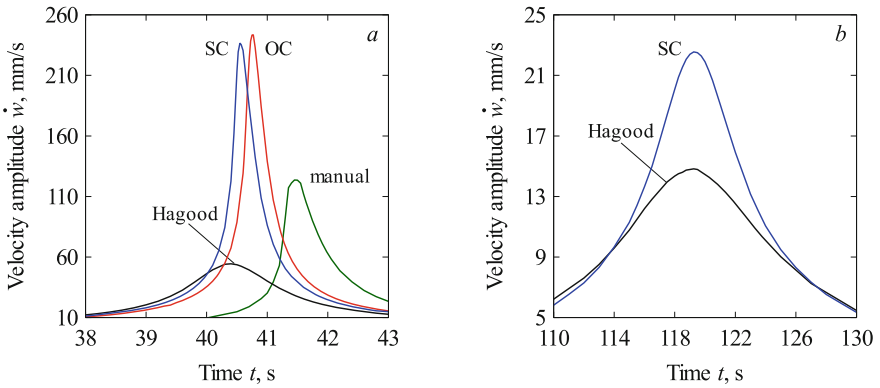 260
210
160
110
60
10
38
39
40
41
42
43
Velocity amplitude ẇ, mm/s
Time t, s
a
SC
OC
manual
Hagood
25
21
17
13
9
5
110
114
118
122
126
130
Velocity amplitude ẇ, mm/s
Time t, s
b
SC
Hagood